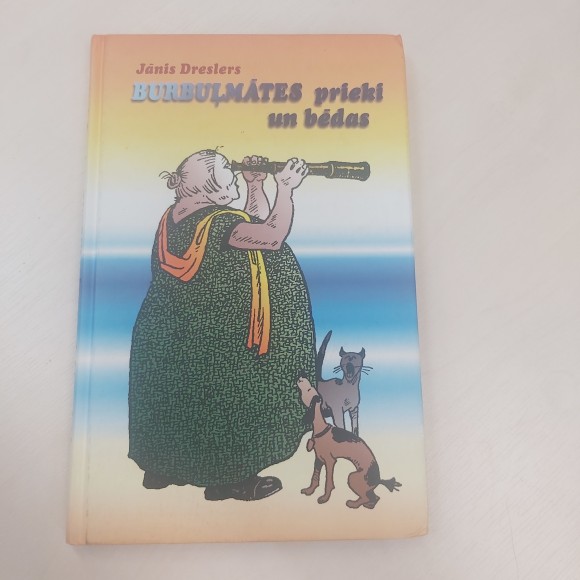 Jānis Dreslers
BURBUĻMĀTES prieki
un bēdas